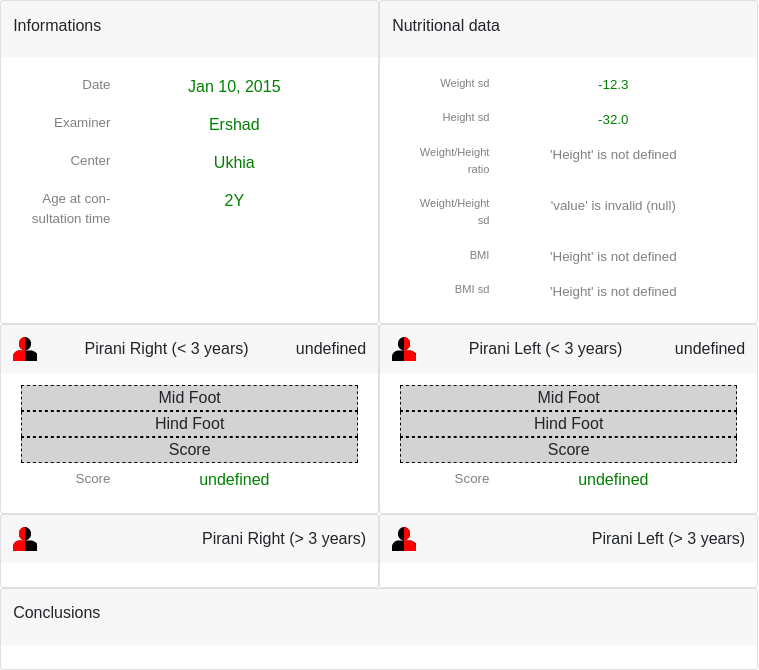 Informations
Date
Jan 10, 2015
Examiner
Ershad
Center
Ukhia
Age at con-
sultation time
2Y
Nutritional data
Weight sd
-12.3
Height sd
-32.0
Weight/Height
ratio
'Height' is not defined
Weight/Height
sd
'value' is invalid (null)
BMI
'Height' is not defined
BMI sd
'Height' is not defined
Pirani Right (< 3 years)
undefined
Mid Foot
Hind Foot
Score
Score
undefined
Pirani Left (< 3 years)
undefined
Mid Foot
Hind Foot
Score
Score
undefined
Pirani Right (> 3 years)
Pirani Left (> 3 years)
Conclusions